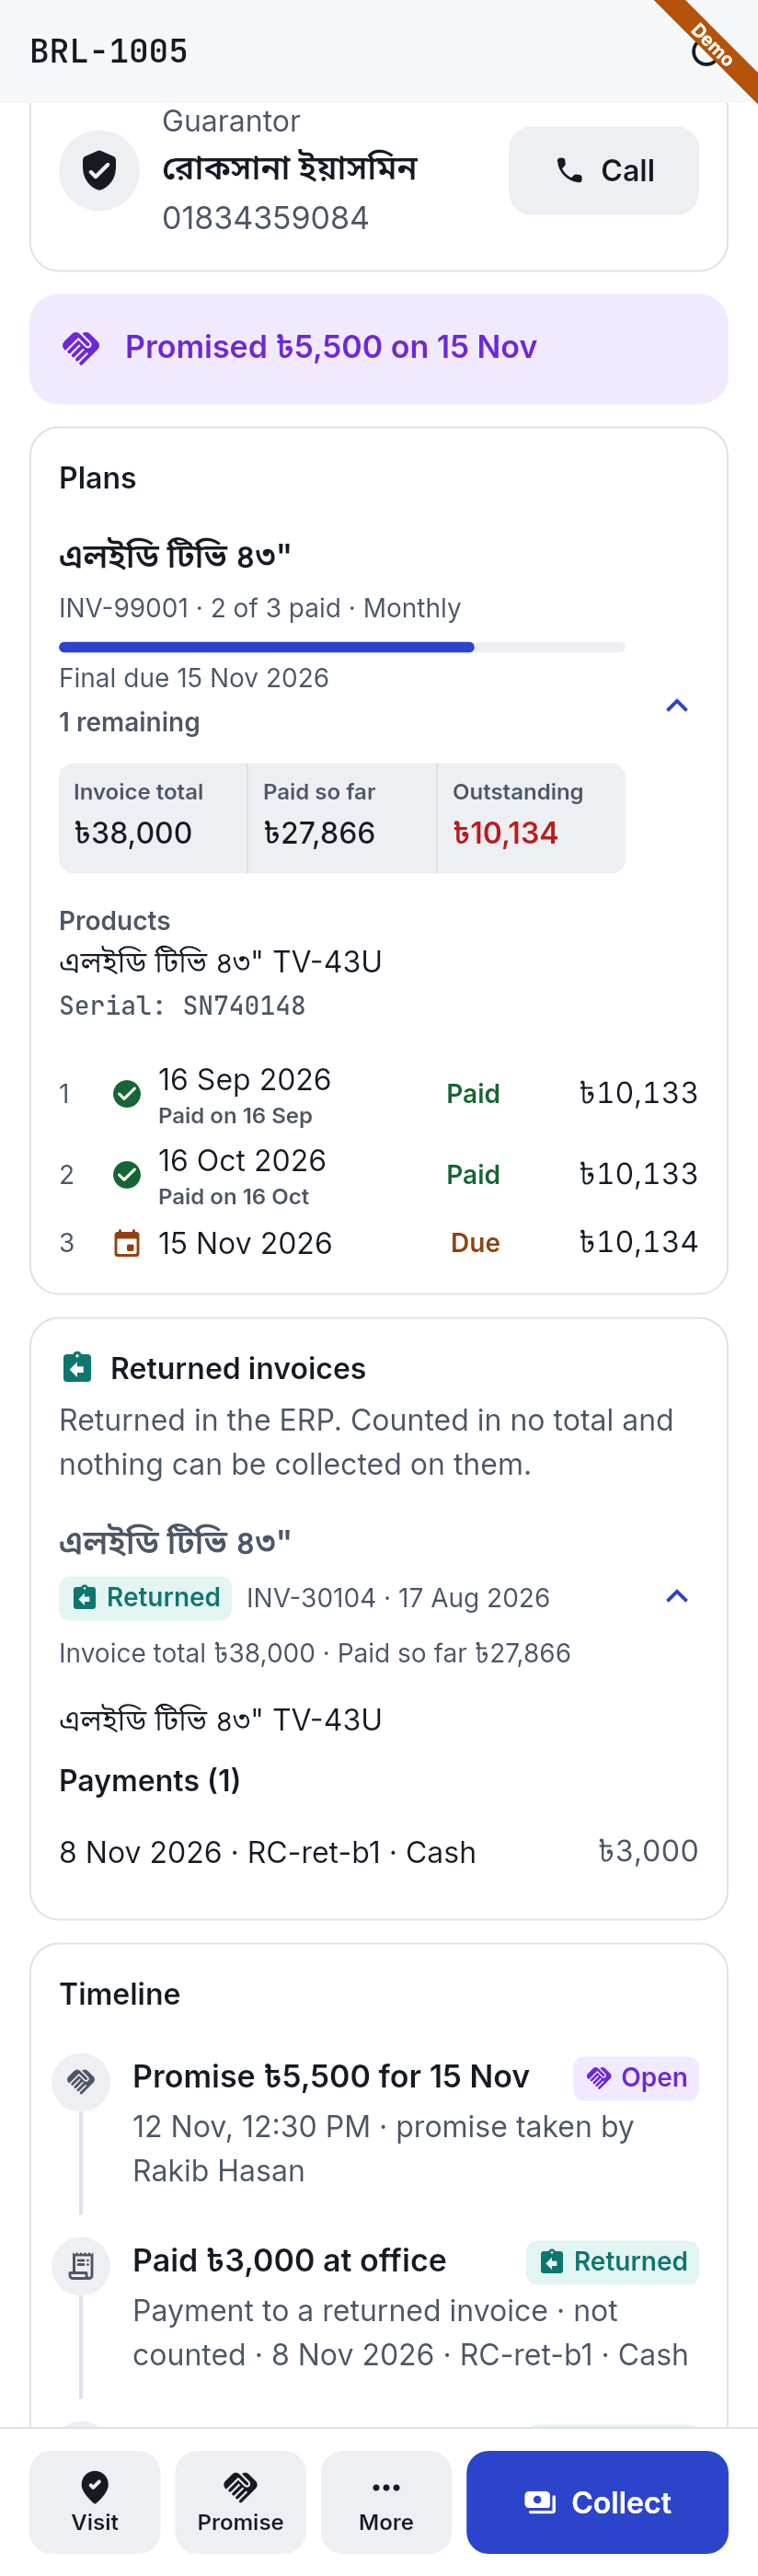 BRL-1005
Demo
Guarantor
রোকসানা ইয়াসমিন
01834359084
Call
Promised ৳5,500 on 15 Nov
Plans
এলইডি টিভি ৪৩"
INV-99001 · 2 of 3 paid · Monthly
Final due 15 Nov 2026
1 remaining
Invoice total Paid so far Outstanding
৳38,000 ৳27,866 ৳10,134
Products
এলইডি টিভি ৪৩" TV-43U
Serial: SN740148
1 16 Sep 2026 Paid ৳10,133
Paid on 16 Sep
2 16 Oct 2026 Paid ৳10,133
Paid on 16 Oct
3 15 Nov 2026 Due ৳10,134
Returned invoices
Returned in the ERP. Counted in no total and
nothing can be collected on them.
এলইডি টিভি ৪৩"
Returned INV-30104 · 17 Aug 2026
Invoice total ৳38,000 · Paid so far ৳27,866
এলইডি টিভি ৪৩" TV-43U
Payments (1)
8 Nov 2026 · RC-ret-b1 · Cash ৳3,000
Timeline
Promise ৳5,500 for 15 Nov Open
12 Nov, 12:30 PM · promise taken by
Rakib Hasan
Paid ৳3,000 at office Returned
Payment to a returned invoice · not
counted · 8 Nov 2026 · RC-ret-b1 · Cash
Visit Promise More Collect